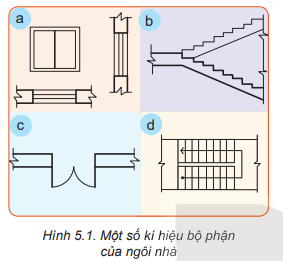 a
b
c
d
Hình 5.1. Một số kí hiệu bộ phận
của ngôi nhà